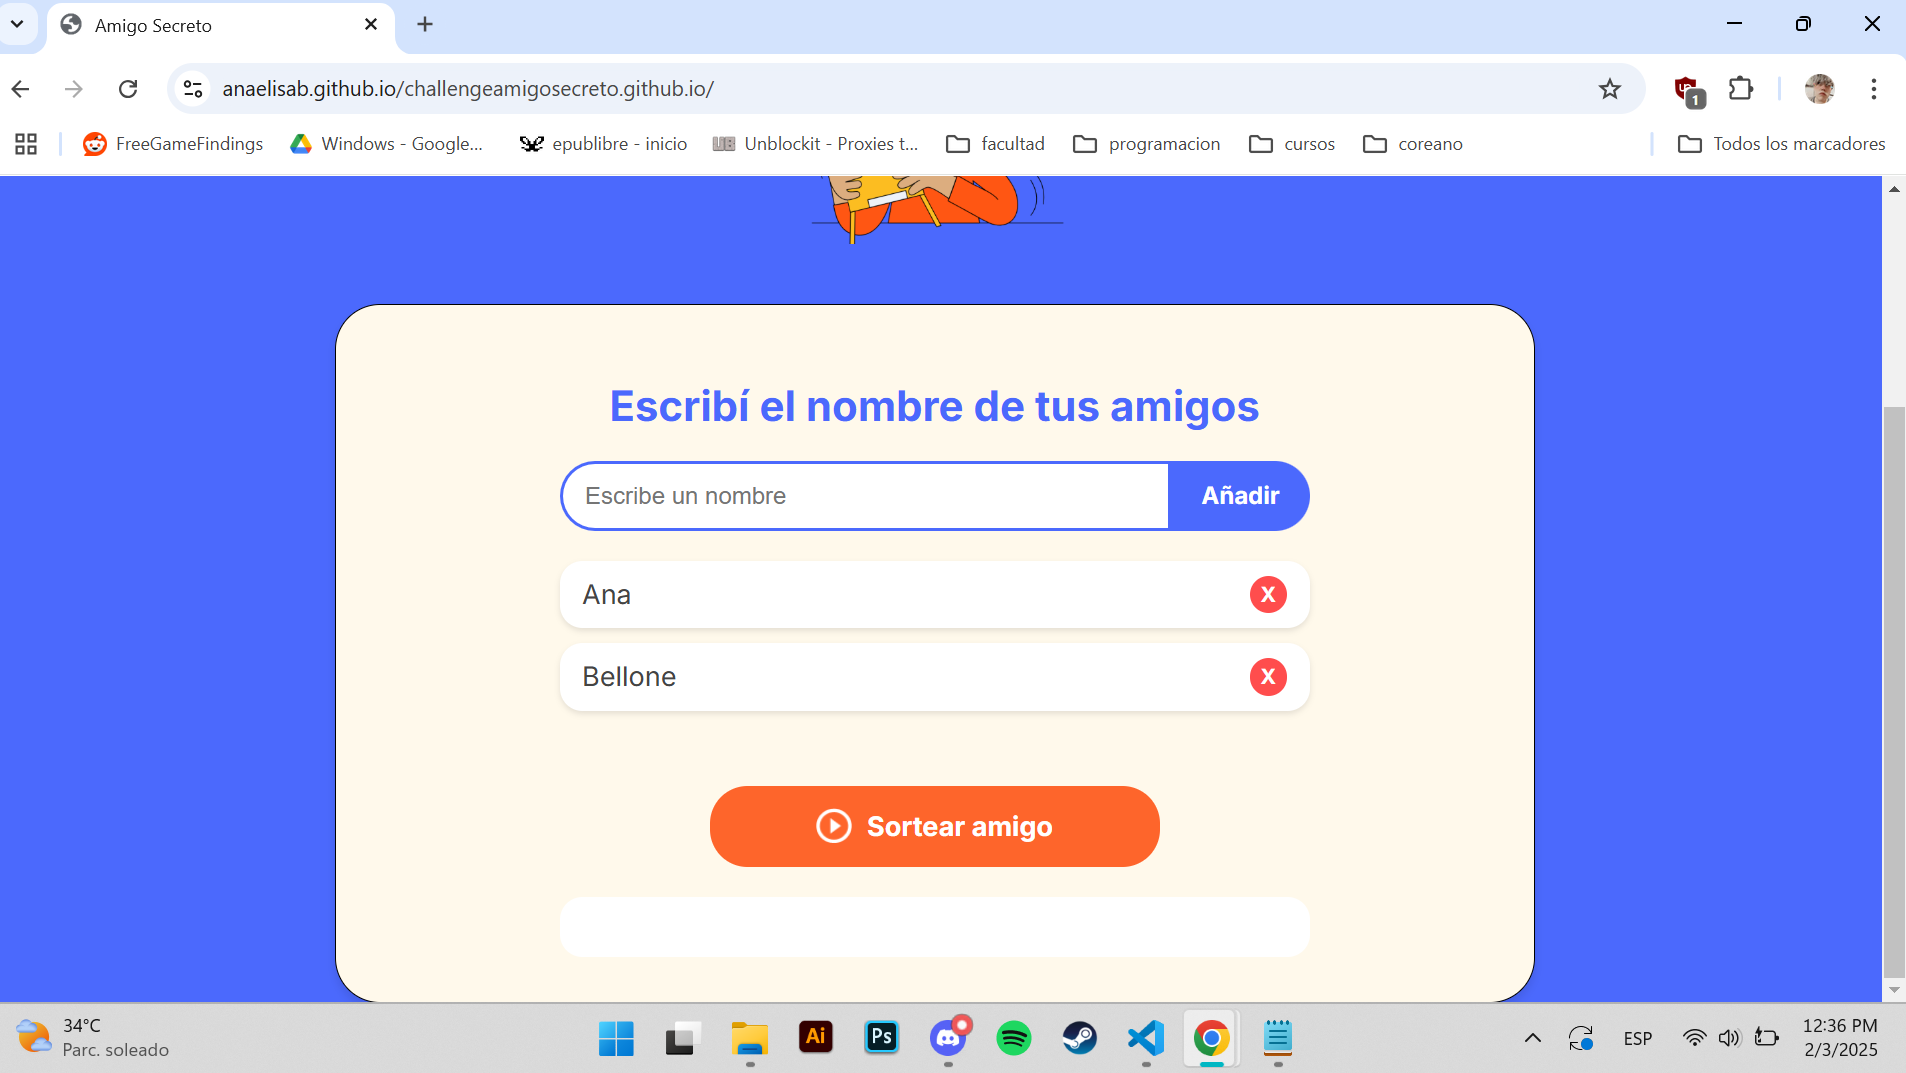 Amigo Secreto
anaelisab.github.io/challengeamigosecreto.github.io/
1
FreeGameFindings
Windows - Google...
epublibre - inicio
UB
Unblockit - Proxies t...
facultad
programacion
cursos
coreano
Todos los marcadores
Escribí el nombre de tus amigos
Escribe un nombre
Añadir
Ana
X
Bellone
X
Sortear amigo
34°C
Parc. soleado
Ai
Ps
ESP
12:36 PM
2/3/2025